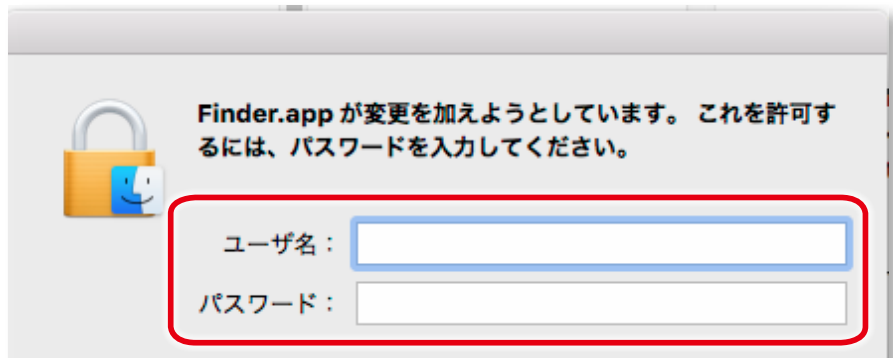 Finder.app が変更を加えようとしています。 これを許可す
るには、パスワードを入力してください。
ユーザ名：
パスワード：